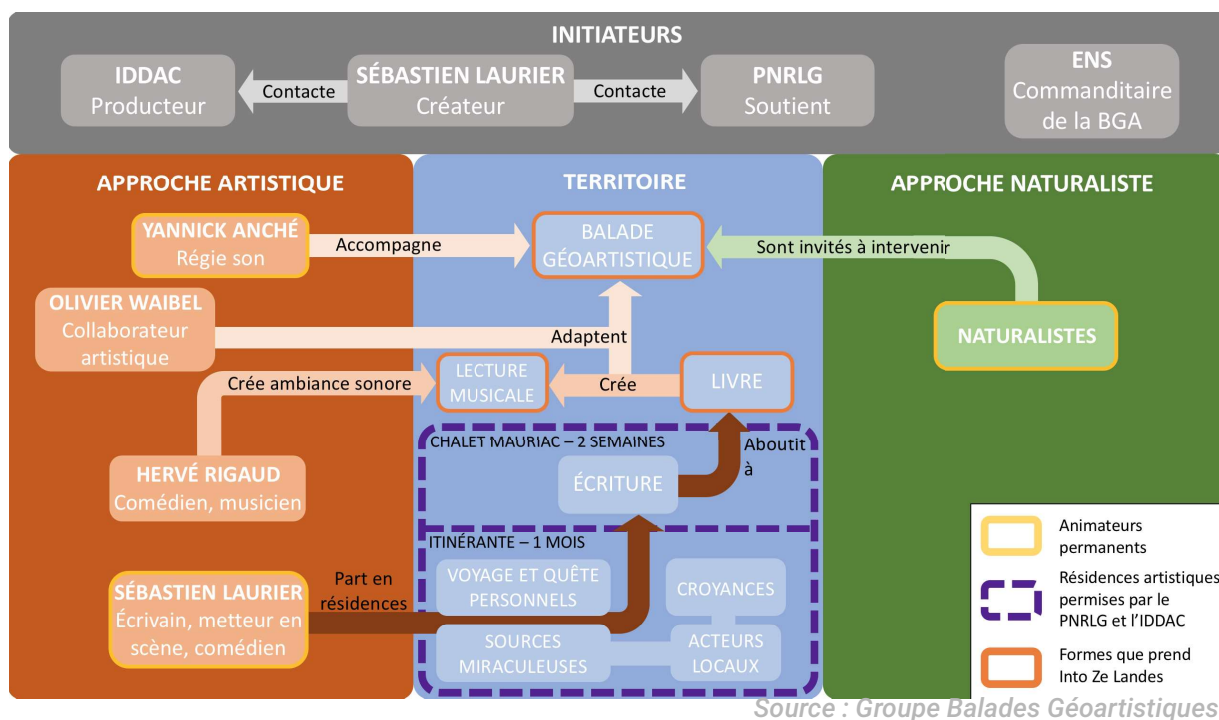 INITIATEURS
IDDAC
Producteur
Contacte
SÉBASTIEN LAURIER
Créateur
Contacte
PNRLG
Soutient
ENS
Commanditaire
de la BGA
APPROCHE ARTISTIQUE
TERRITOIRE
APPROCHE NATURALISTE
YANNICK ANCHÉ
Régie son
Accompagne
BALADE
GÉOARTISTIQUE
Sont invités à intervenir
OLIVIER WAIBEL
Collaborateur
artistique
Adaptent
NATURALISTES
Crée ambiance sonore
LECTURE
MUSICALE
Crée
LIVRE
CHALET MAURIAC – 2 SEMAINES
Aboutit
à
HERVÉ RIGAUD
Comédien, musicien
ÉCRITURE
ITINÉRANTE – 1 MOIS
VOYAGE ET QUÊTE
PERSONNELS
CROYANCES
SÉBASTIEN LAURIER
Écrivain, metteur en
scène, comédien
Part en
résidences
SOURCES
MIRACULEUSES
ACTEURS
LOCAUX
Animateurs
permanents
Résidences artistiques
permises par le
PNRLG et l’IDDAC
Formes que prend
Into Ze Landes
Source : Groupe Balades Géoartistiques